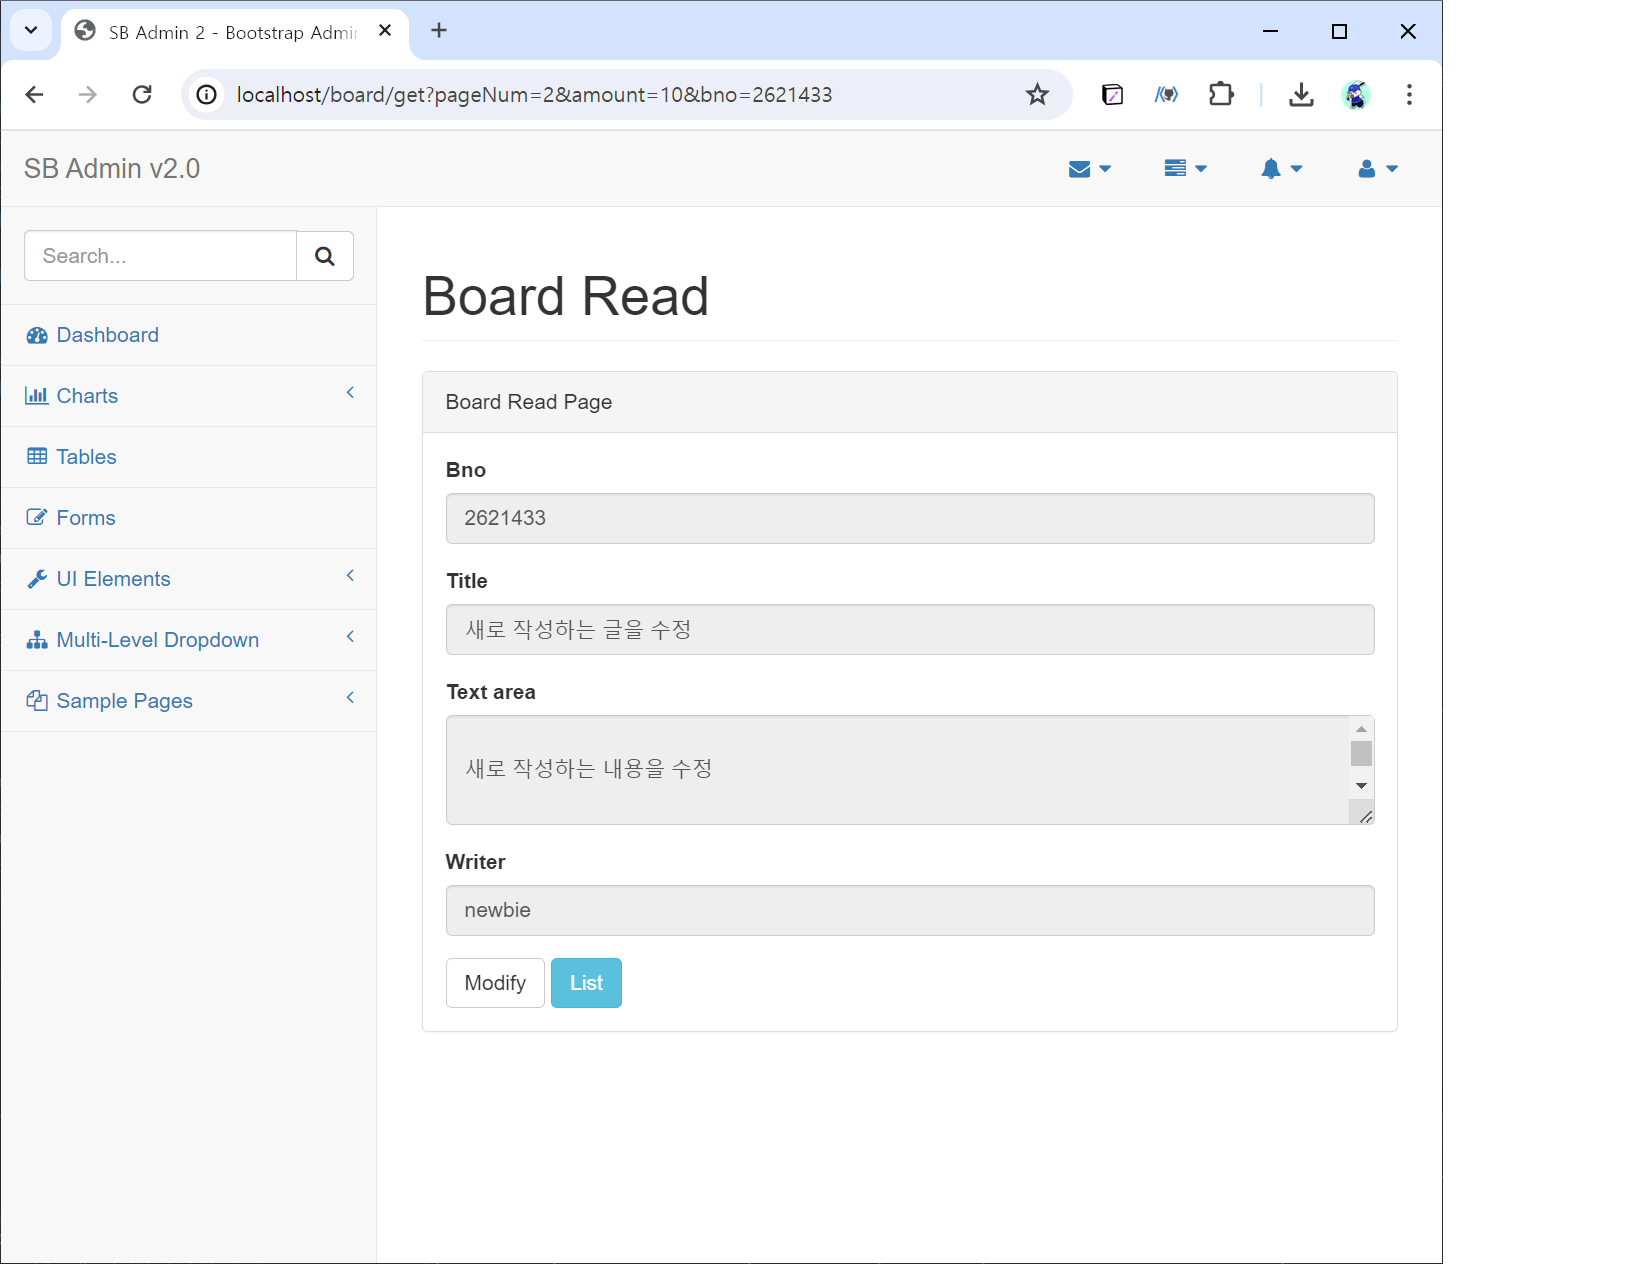 SB Admin 2 - Bootstrap Admi
localhost/board/get?pageNum=2&amount=10&bno=2621433
SB Admin v2.0
Search...
Dashboard
Charts
Tables
Forms
UI Elements
Multi-Level Dropdown
Sample Pages
Board Read
Board Read Page
Bno
2621433
Title
새로 작성하는 글을 수정
Text area
새로 작성하는 내용을 수정
Writer
newbie
Modify List